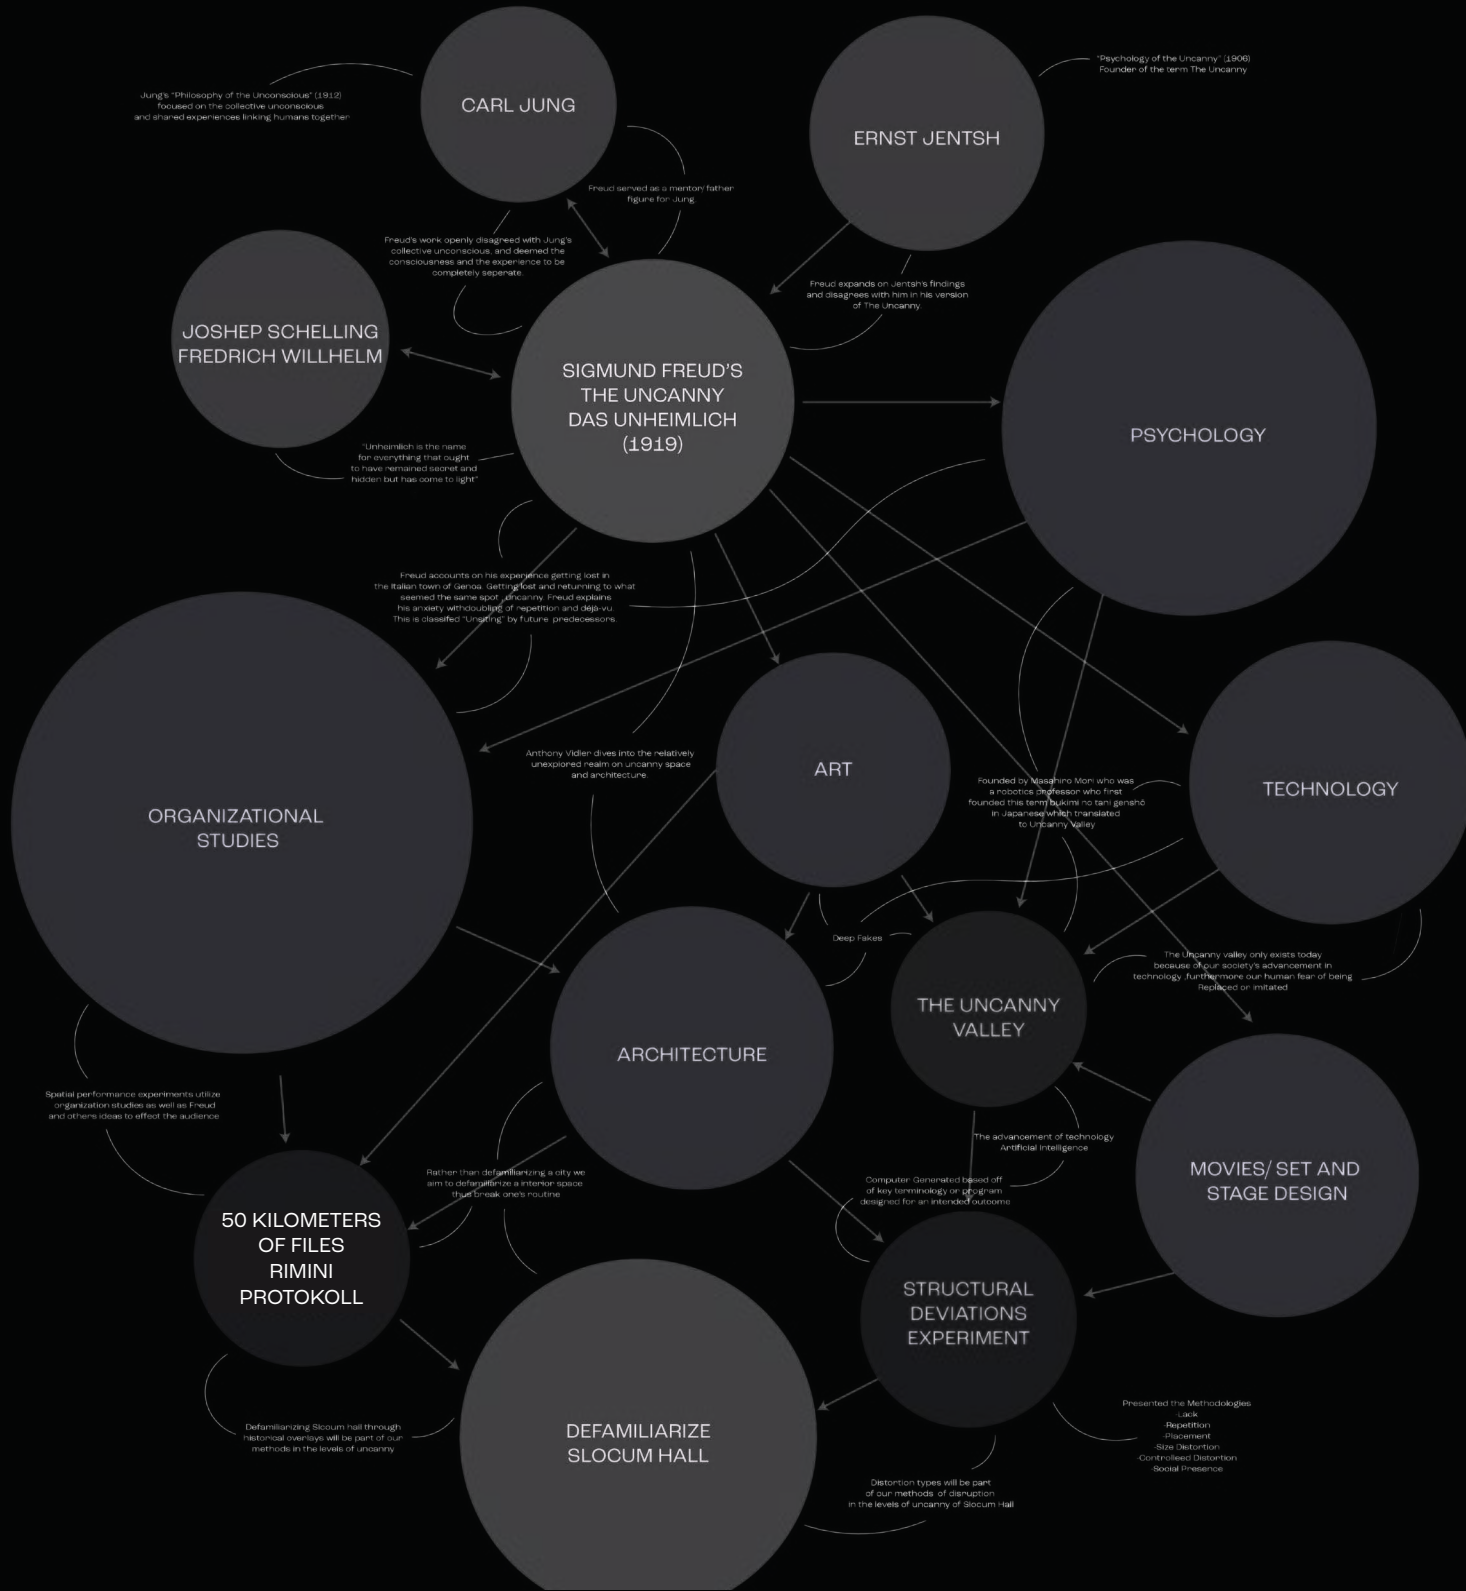 CARL JUNG
"Psychology of the Uncanny" (1906)
Founder of the term The Uncanny
Jung's "Philosophy of the Unconscious" (1912)
focused on the collective unconscious
and shared experiences linking humans together
ERNST JENTSH
Freud served as a mentor/ father
figure for Jung.
Freud's work openly disagreed with Jung's
collective unconscious, and deemed the
consciousness and the experience to be
completely seperate.
Freud expands on Jentsh's findings
and disagrees with him in his version
of The Uncanny.
JOSHEP SCHELLING
FREDRICH WILLHELM
SIGMUND FREUD'S
THE UNCANNY
DAS UNHEIMLICH
(1919)
PSYCHOLOGY
"Unheimlich is the name
for everything that ought
to have remained secret and
hidden but has come to light"
Freud accounts on his experience getting lost in
the Italian town of Genoa. Getting lost and returning to what
seemed the same spot , uncanny. Freud explains
his anxiety withdoubling of repetition and déjà-vu.
This is classifed "Unsiting" by future predecessors.
Anthony Vidler dives into the relatively
unexplored realm on uncanny space
and architecture.
ART
Founded by Masahiro Mori who was
a robotics professor who first
founded this term bukimi no tani genshō
in Japanese which translated
to Uncanny Valley
TECHNOLOGY
ORGANIZATIONAL
STUDIES
Deep Fakes
The Uncanny valley only exists today
because of our society's advancement in
technology ,furthermore our human fear of being
Replaced or imitated
THE UNCANNY
VALLEY
ARCHITECTURE
Spatial performance experiments utilize
organization studies as well as Freud
and others ideas to effect the audience
The advancement of technology
Artificial Intelligence
Rather than defamiliarizing a city we
aim to defamiliarize a interior space
thus break one's routine
Computer Generated based off
of key terminology or program
designed for an intended outcome
MOVIES/ SET AND
STAGE DESIGN
50 KILOMETERS
OF FILES
RIMINI
PROTOKOLL
STRUCTURAL
DEVIATIONS
EXPERIMENT
DEFAMILIARIZE
SLOCUM HALL
Defamiliarizing Slcoum hall through
historical overlays will be part of our
methods in the levels of uncanny
Presented the Methodologies
-Lack
-Repetition
-Placement
-Size Distortion
-Controlleed Distortion
-Social Presence
Distortion types will be part
of our methods of disruption
in the levels of uncanny of Slocum Hall